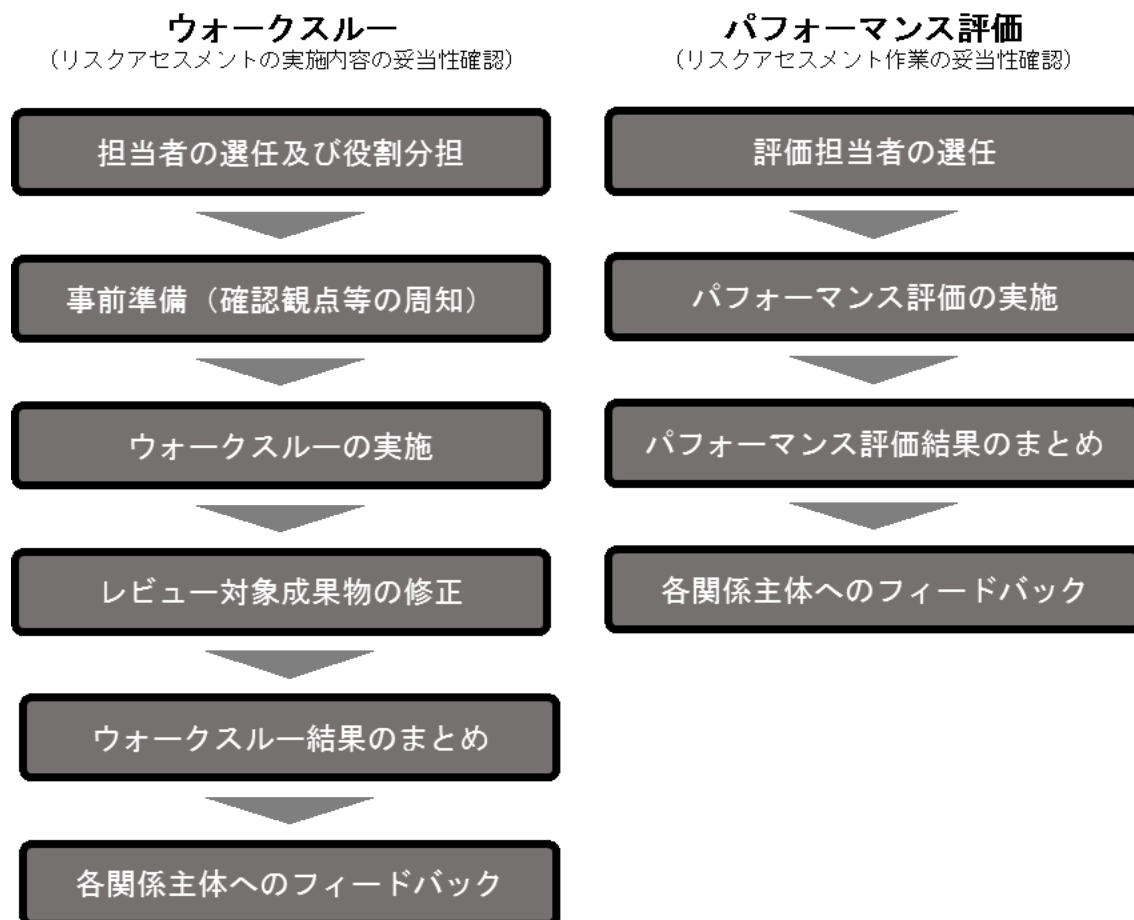 ウォークスルー
（リスクアセスメントの実施内容の妥当性確認）
担当者の選任及び役割分担
事前準備（確認観点等の周知）
ウォークスルーの実施
レビュー対象成果物の修正
ウォークスルー結果のまとめ
各関係主体へのフィードバック
パフォーマンス評価
（リスクアセスメント作業の妥当性確認）
評価担当者の選任
パフォーマンス評価の実施
パフォーマンス評価結果のまとめ
各関係主体へのフィードバック